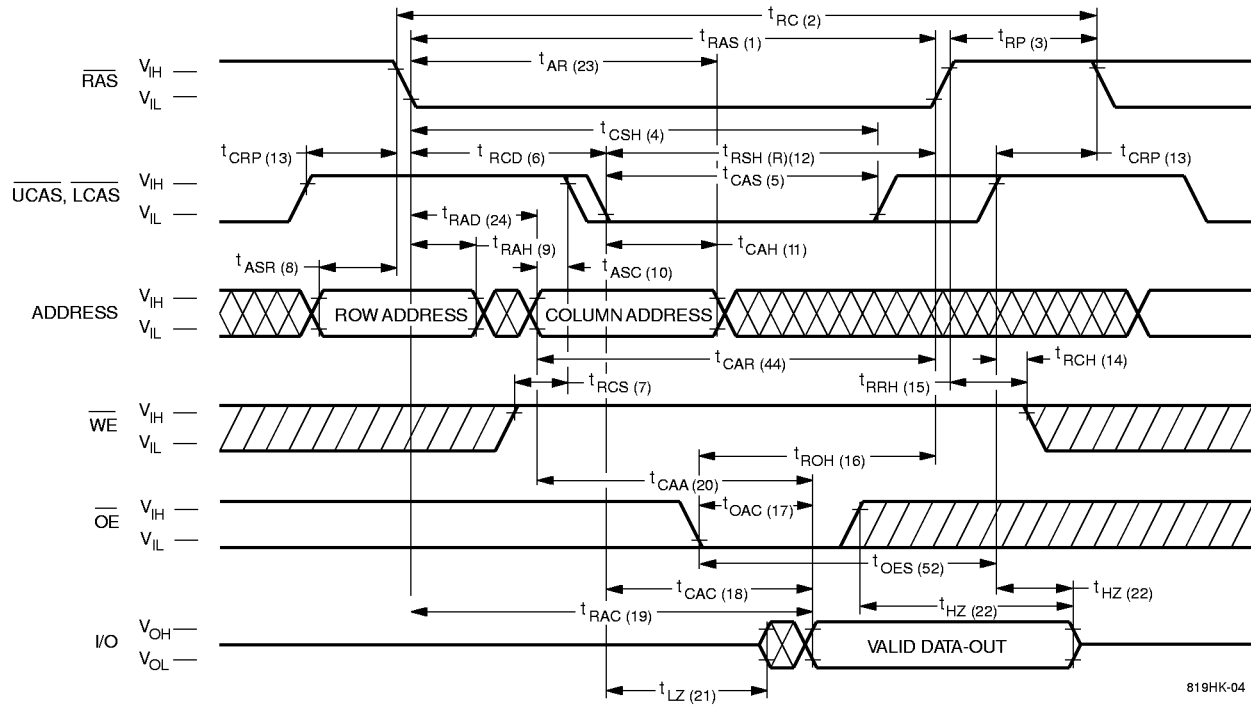 tRC (2)
tRAS (1)
tRP (3)
tAR (23)
RAS
VIH
VIL
tCSH (4)
tCRP (13)
tRCD (6)
tRSH (R)(12)
tCRP (13)
tCAS (5)
UCAS, LCAS
VIH
VIL
tRAD (24)
tRAH (9)
tCAH (11)
tASR (8)
tASC (10)
ADDRESS
VIH
VIL
ROW ADDRESS
COLUMN ADDRESS
tCAR (44)
tRCH (14)
tRCS (7)
tRRH (15)
WE
VIH
VIL
tROH (16)
tCAA (20)
tOAC (17)
OE
VIH
VIL
tOES (52)
tCAC (18)
tHZ (22)
tRAC (19)
tHZ (22)
I/O
VOH
VOL
VALID DATA-OUT
tLZ (21)
819HK-04